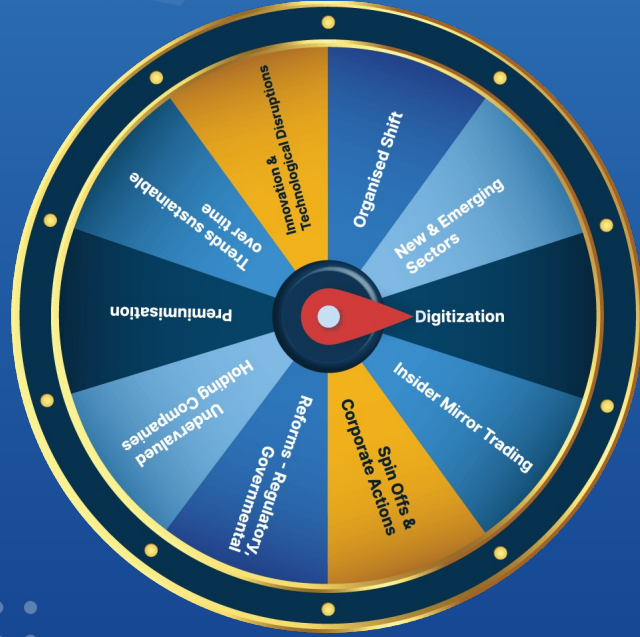 Innovation &
Technological Disruptions
Organised Shift
New & Emerging
Sectors
Digitization
Insider Mirror Trading
Spin Offs &
Corporate Actions
Reforms - Regulatory,
Governmental
Undervalued
Holding Companies
Premiumisation
Trends sustainable
over time